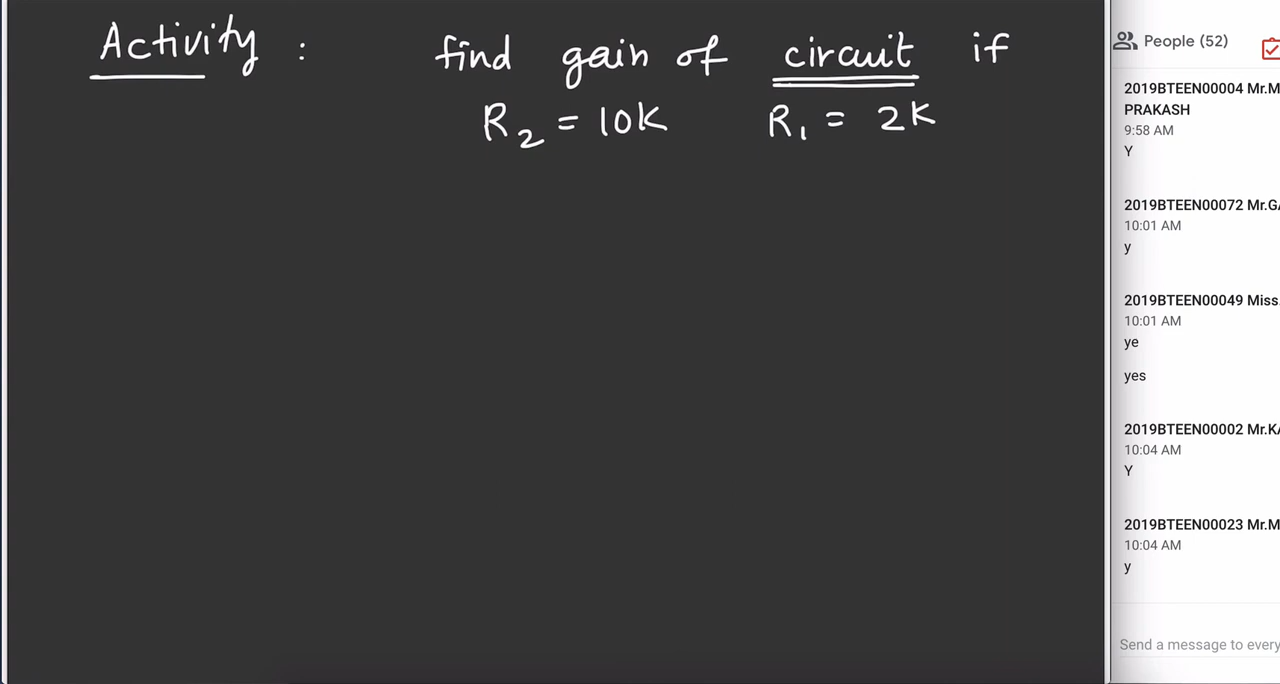 Activity : find gain of circuit if
R2 = 10K R1 = 2K
People (52)
2019BTEEN00004 Mr.M
PRAKASH
9:58 AM
Y
2019BTEEN00072 Mr.GA
10:01 AM
y
2019BTEEN00049 Miss.
10:01 AM
ye
yes
2019BTEEN00002 Mr.KA
10:04 AM
Y
2019BTEEN00023 Mr.M
10:04 AM
y
Send a message to every